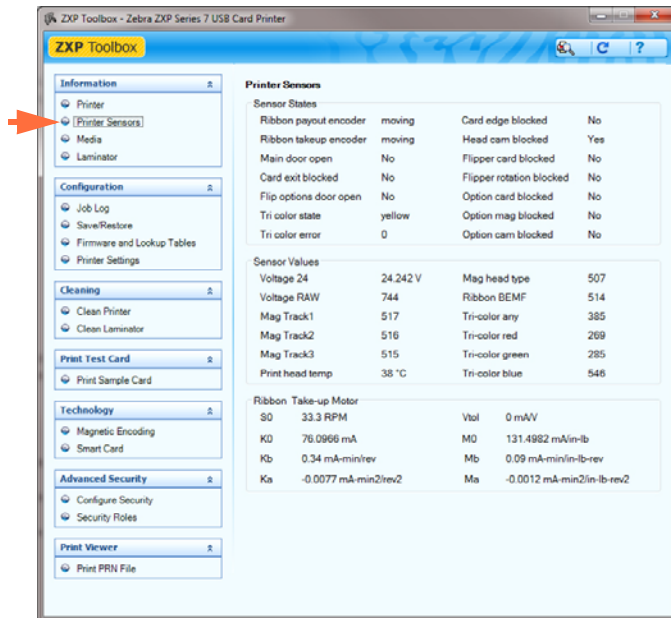 ZXP Toolbox - Zebra ZXP Series 7 USB Card Printer
ZXP Toolbox
C
?
Information
Printer
Printer Sensors
Media
Laminator
Configuration
Job Log
Save/Restore
Firmware and Lookup Tables
Printer Settings
Cleaning
Clean Printer
Clean Laminator
Print Test Card
Print Sample Card
Technology
Magnetic Encoding
Smart Card
Advanced Security
Configure Security
Security Roles
Print Viewer
Print PRN File
Printer Sensors
Sensor States
Ribbon payout encoder moving Card edge blocked No
Ribbon takeup encoder moving Head cam blocked Yes
Main door open No Flipper card blocked No
Card exit blocked No Flipper rotation blocked No
Flip options door open No Option card blocked No
Tri color state yellow Option mag blocked No
Tri color error 0 Option cam blocked No
Sensor Values
Voltage 24 24.242 V Mag head type 507
Voltage RAW 744 Ribbon BEMF 514
Mag Track1 517 Tri-color any 385
Mag Track2 516 Tri-color red 269
Mag Track3 515 Tri-color green 285
Print head temp 38 °C Tri-color blue 546
Ribbon Take-up Motor
S0 33.3 RPM Vtol 0 mA/V
K0 76.0966 mA M0 131.4982 mA/in-lb
Kb 0.34 mA-min/rev Mb 0.09 mA-min/in-lb-rev
Ka -0.0077 mA-min2/rev2 Ma -0.0012 mA-min2/in-lb-rev2